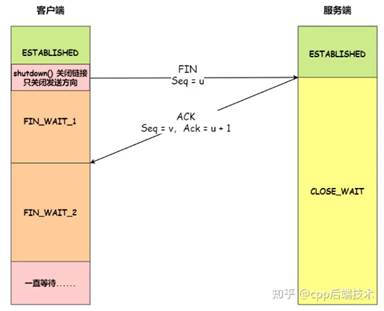 客户端
服务端
ESTABLISHED
ESTABLISHED
shutdown() 关闭链接
只关闭发送方向
FIN
Seq = u
FIN_WAIT_1
ACK
Seq = v, Ack = u + 1
CLOSE_WAIT
FIN_WAIT_2
一直等待......
知乎 @cpp后端技术